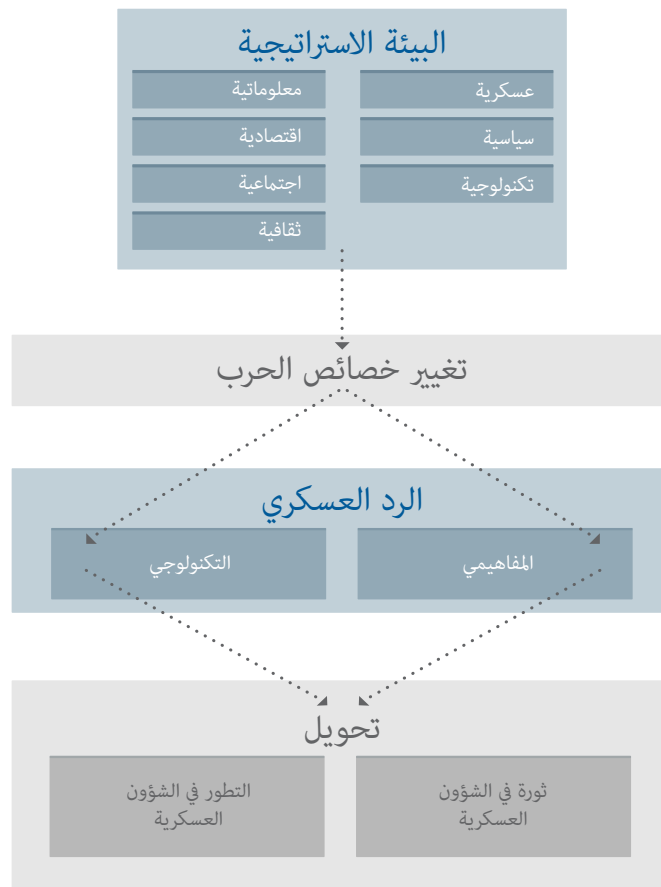 البيئة الاستراتيجية
عسكرية
معلوماتية
سياسية
اقتصادية
تكنولوجية
اجتماعية
ثقافية
تغيير خصائص الحرب
الرد العسكري
المفاهيمي
التكنولوجي
تحويل
ثورة في الشؤون
العسكرية
التطور في الشؤون
العسكرية